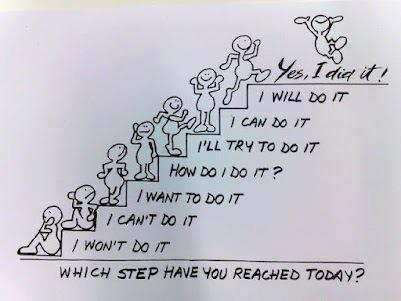 Yes, I did it!
I WILL DO IT
I CAN DO IT
I'LL TRY TO DO IT
HOW DO I DO IT?
I WANT TO DO IT
I CAN'T DO IT
I WON'T DO IT
WHICH STEP HAVE YOU REACHED TODAY?